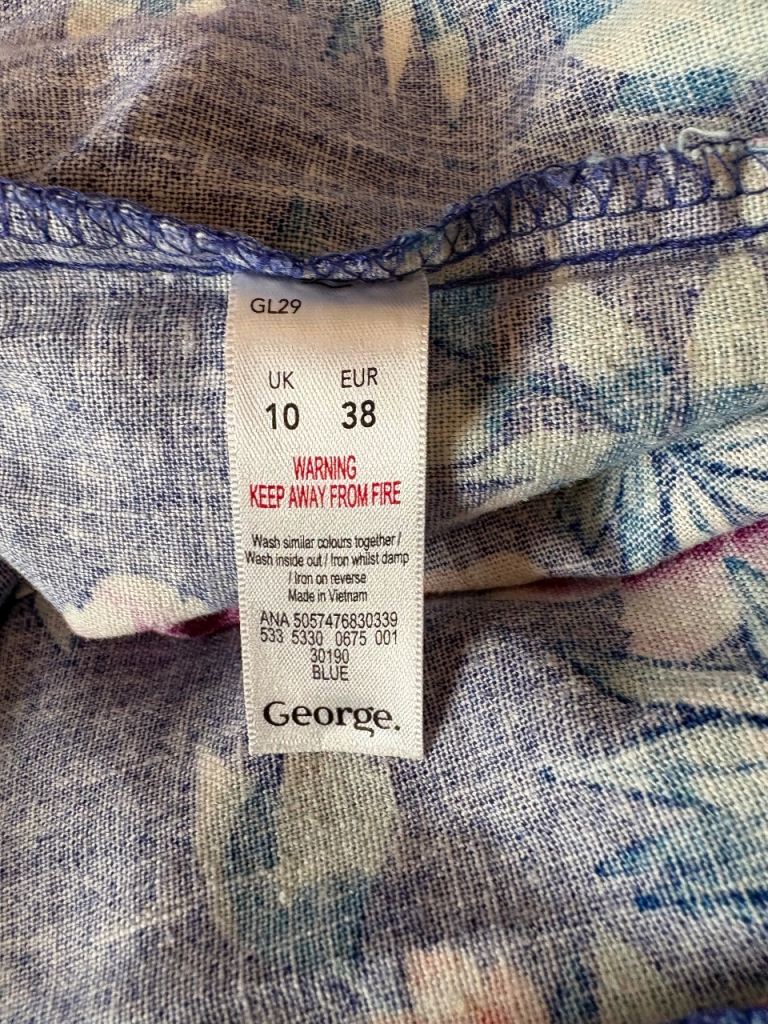 GL29
UK EUR
10 38
WARNING
KEEP AWAY FROM FIRE
Wash similar colours together /
Wash inside out / Iron whilst damp
/ Iron on reverse
Made in Vietnam
ANA 5057476830339
533 5330 0675 001
30190
BLUE
George.